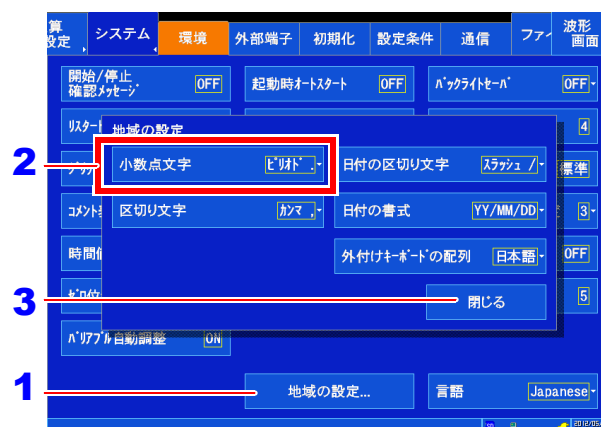 算
設定
システム
環境
外部端子
初期化
設定条件
通信
ファイ
波形
画面
開始/停止
確認ﾒｯｾｰｼﾞ
OFF
起動時ｵｰﾄｽﾀｰﾄ
OFF
ﾊﾞｯｸﾗｲﾄｾｰﾊﾞ
OFF
ﾘｽﾀｰﾄ
4
地域の設定
2
小数点文字
ﾋﾟﾘｵﾄﾞ .
日付の区切り文字
ｽﾗｯｼｭ /
標準
ｺﾒﾝﾄ
区切り文字
ｶﾝﾏ ,
日付の書式
YY/MM/DD
3
時間値
外付けｷｰﾎﾞｰﾄﾞの配列
日本語
OFF
3
ｾﾞﾛ位
閉じる
5
ﾊﾞﾘｱﾌﾞﾙ自動調整
ON
1
地域の設定...
言語
Japanese